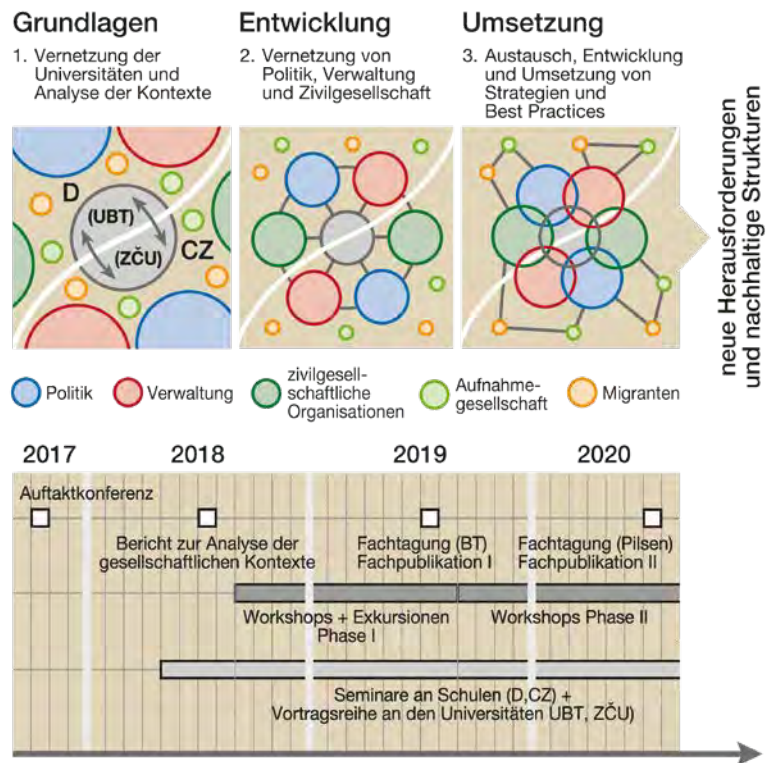 Grundlagen
1. Vernetzung der
Universitäten und
Analyse der Kontexte
Entwicklung
2. Vernetzung von
Politik, Verwaltung
und Zivilgesellschaft
Umsetzung
3. Austausch, Entwicklung
und Umsetzung von
Strategien und
Best Practices
D
(UBT)
(ZČU)
CZ
neue Herausforderungen
und nachhaltige Strukturen
Politik
Verwaltung
zivilgesell-
schaftliche
Organisationen
Aufnahme-
gesellschaft
Migranten
2017
2018
2019
2020
Auftaktkonferenz
Bericht zur Analyse der
gesellschaftlichen Kontexte
Fachtagung (BT)
Fachpublikation I
Fachtagung (Pilsen)
Fachpublikation II
Workshops + Exkursionen
Phase I
Workshops Phase II
Seminare an Schulen (D,CZ) +
Vortragsreihe an den Universitäten UBT, ZČU)